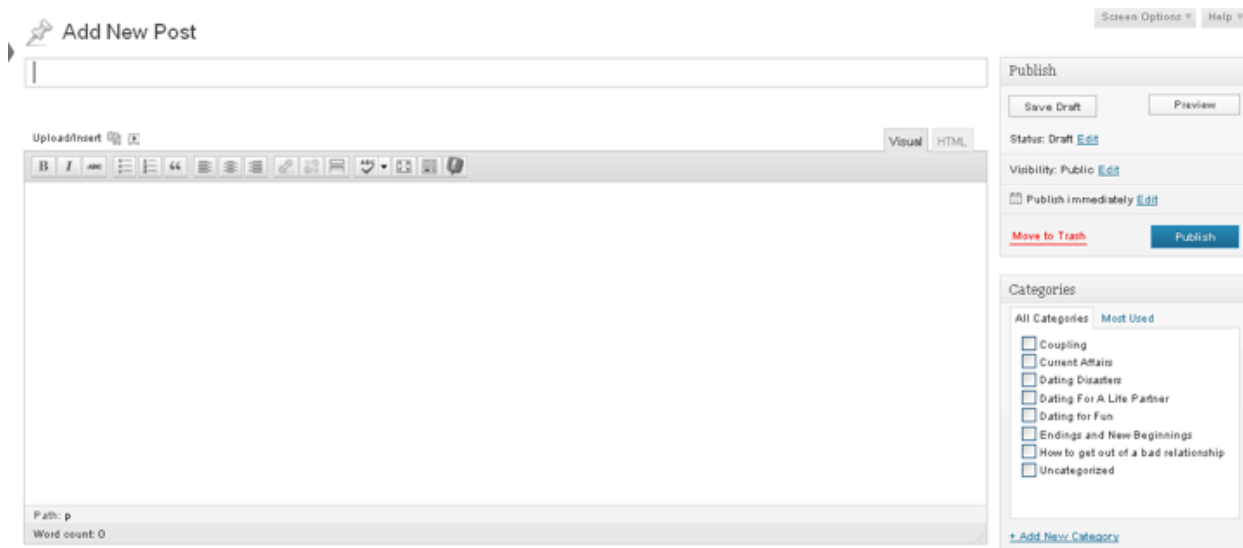 Screen Options Help
Add New Post
Publish
Save Draft Preview
Upload/Insert
Visual HTML
Status: Draft Edit
B I ABC ABC
Visibility: Public Edit
Publish immediately Edit
Move to Trash Publish
Categories
All Categories Most Used
Coupling
Current Affairs
Dating Disasters
Dating For A Life Partner
Dating for Fun
Endings and New Beginnings
How to get out of a bad relationship
Uncategorized
Path: p
Word count: 0
+ Add New Category